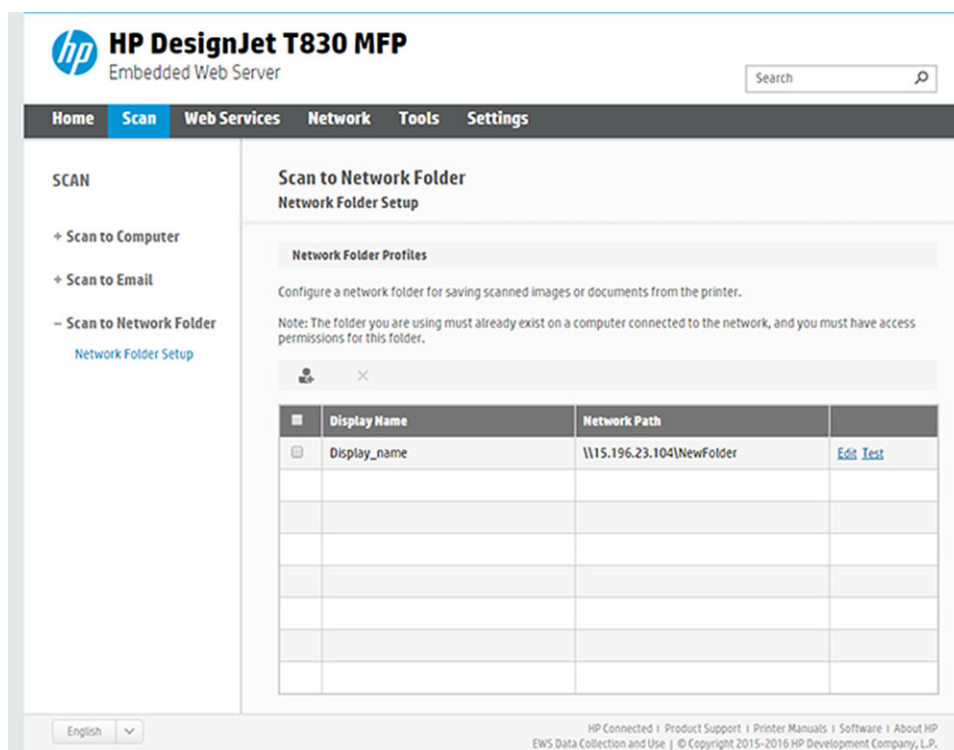 hp HP DesignJet T830 MFP
Embedded Web Server
Search
Home Scan Web Services Network Tools Settings
SCAN
+ Scan to Computer
+ Scan to Email
– Scan to Network Folder
Network Folder Setup
Scan to Network Folder
Network Folder Setup
Network Folder Profiles
Configure a network folder for saving scanned images or documents from the printer.
Note: The folder you are using must already exist on a computer connected to the network, and you must have access
permissions for this folder.
Display Name Network Path
Display_name \\15.196.23.104\NewFolder Edit Test
English
HP Connected | Product Support | Printer Manuals | Software | About HP
EWS Data Collection and Use | © Copyright 2015-2016 HP Development Company, L.P.